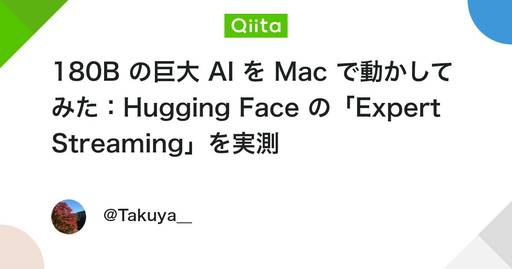 Qiita
180B の巨大 AI を Mac で動かして
みた：Hugging Face の「Expert
Streaming」を実測
@Takuya__